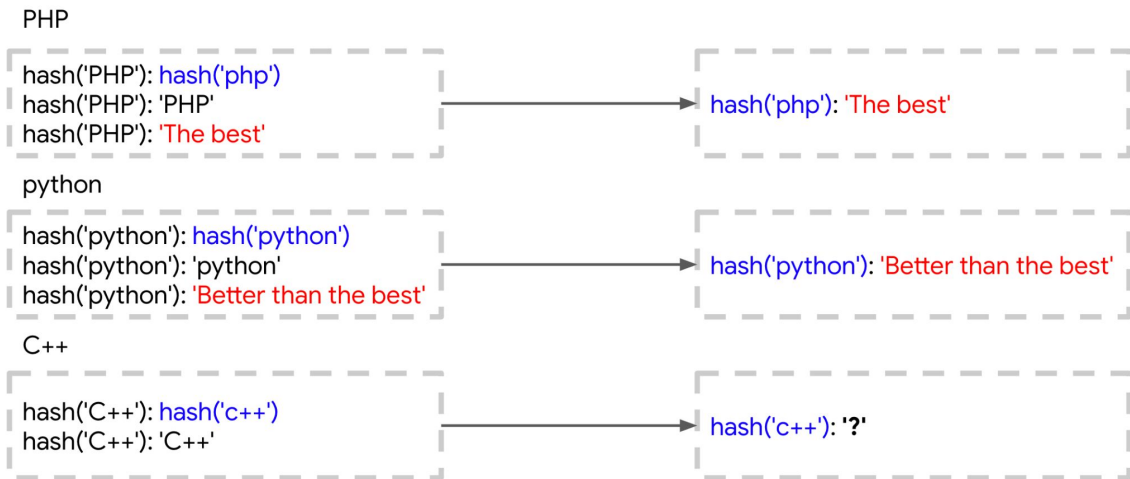 PHP
hash('PHP'): hash('php')
hash('PHP'): 'PHP'
hash('PHP'): 'The best'
hash('php'): 'The best'
python
hash('python'): hash('python')
hash('python'): 'python'
hash('python'): 'Better than the best'
hash('python'): 'Better than the best'
C++
hash('C++'): hash('c++')
hash('C++'): 'C++'
hash('c++'): '?'